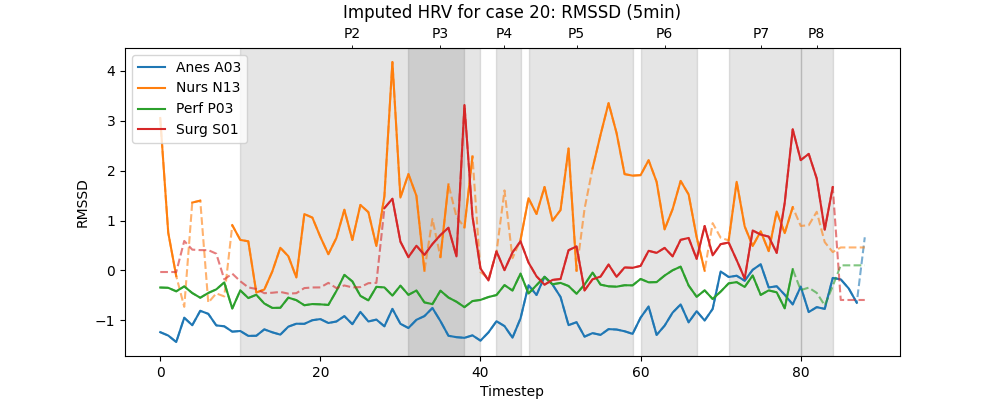 Imputed HRV for case 20: RMSSD (5min)
P2 P3 P4 P5 P6 P7 P8
Anes A03
Nurs N13
Perf P03
Surg S01
RMSSD
4
3
2
1
0
−1
0 20 40 60 80
Timestep